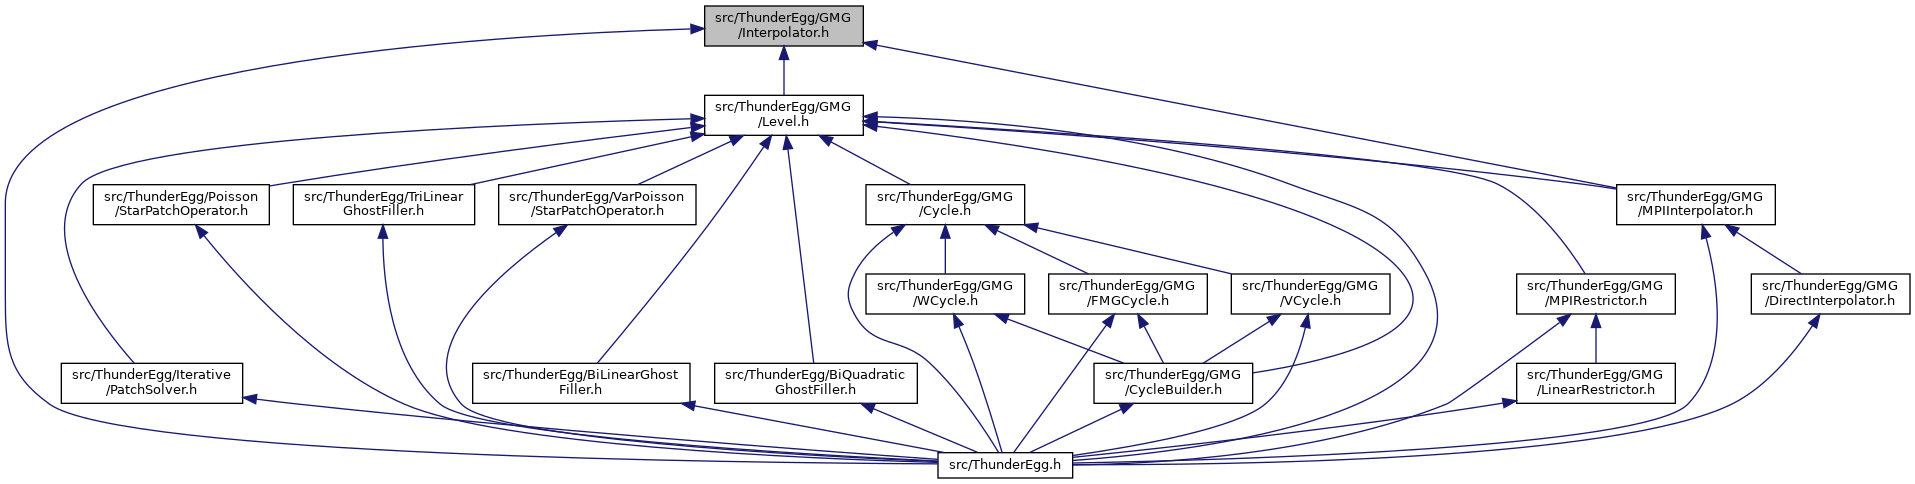 src/ThunderEgg/GMG
/Interpolator.h
src/ThunderEgg/GMG
/Level.h
src/ThunderEgg/Poisson
/StarPatchOperator.h
src/ThunderEgg/TriLinear
GhostFiller.h
src/ThunderEgg/VarPoisson
/StarPatchOperator.h
src/ThunderEgg/GMG
/Cycle.h
src/ThunderEgg/GMG
/MPIInterpolator.h
src/ThunderEgg/GMG
/WCycle.h
src/ThunderEgg/GMG
/FMGCycle.h
src/ThunderEgg/GMG
/VCycle.h
src/ThunderEgg/GMG
/MPIRestrictor.h
src/ThunderEgg/GMG
/DirectInterpolator.h
src/ThunderEgg/Iterative
/PatchSolver.h
src/ThunderEgg/BiLinearGhost
Filler.h
src/ThunderEgg/BiQuadratic
GhostFiller.h
src/ThunderEgg/GMG
/CycleBuilder.h
src/ThunderEgg/GMG
/LinearRestrictor.h
src/ThunderEgg.h